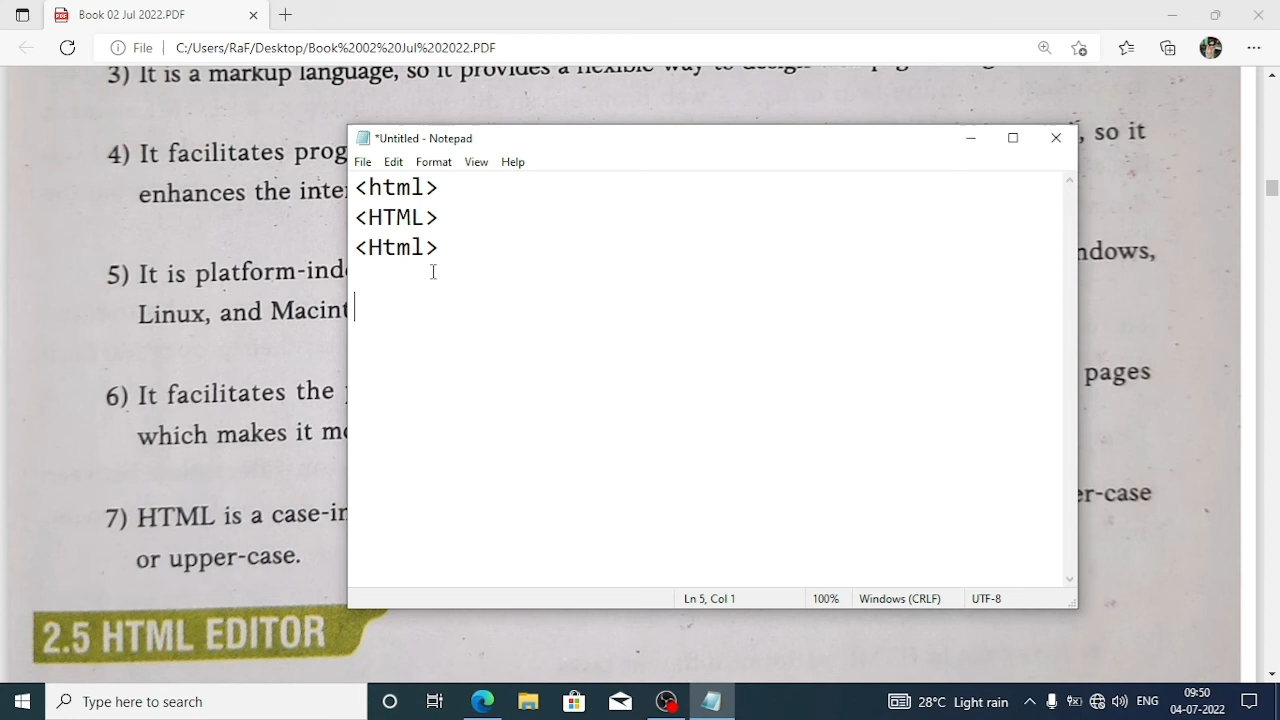 Book 02 Jul 2022.PDF
File
C:/Users/RaF/Desktop/Book%2002%20Jul%202022.PDF
3) It is a markup language, so it provides a flexible way to design
4) It facilitates prog
, so it
enhances the inte
*Untitled - Notepad
File Edit Format View Help
<html>
<HTML>
<Html>
5) It is platform-ind
ndows,
Linux, and Macint
6) It facilitates the
pages
which makes it mo
7) HTML is a case-in
er-case
or upper-case.
Ln 5, Col 1
100%
Windows (CRLF)
UTF-8
2.5 HTML EDITOR
Type here to search
28°C Light rain
ENG
09:50
04-07-2022